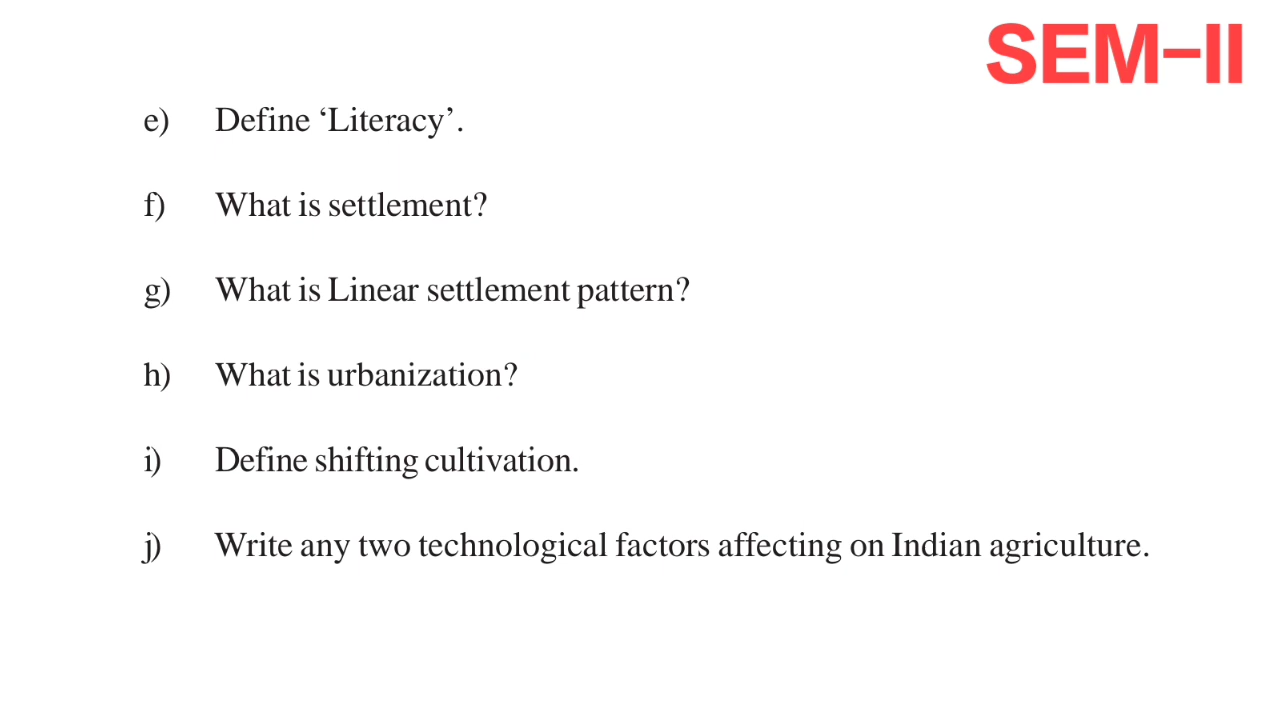 SEM-II
e) Define ‘Literacy’.
f) What is settlement?
g) What is Linear settlement pattern?
h) What is urbanization?
i) Define shifting cultivation.
j) Write any two technological factors affecting on Indian agriculture.